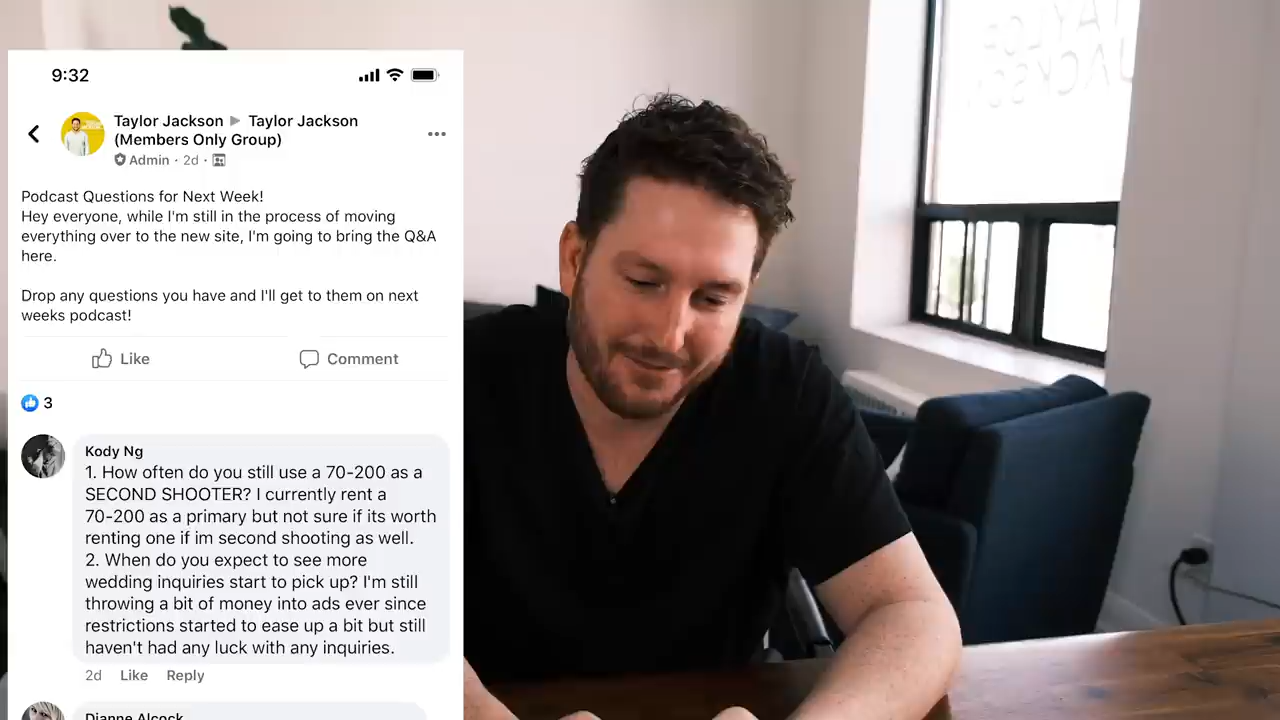 9:32
Taylor Jackson ▶ Taylor Jackson
(Members Only Group)
Admin · 2d ·
Podcast Questions for Next Week!
Hey everyone, while I'm still in the process of moving
everything over to the new site, I'm going to bring the Q&A
here.
Drop any questions you have and I'll get to them on next
weeks podcast!
Like
Comment
3
Kody Ng
1. How often do you still use a 70-200 as a
SECOND SHOOTER? I currently rent a
70-200 as a primary but not sure if its worth
renting one if im second shooting as well.
2. When do you expect to see more
wedding inquiries start to pick up? I'm still
throwing a bit of money into ads ever since
restrictions started to ease up a bit but still
haven't had any luck with any inquiries.
2d Like Reply
Dianne Alcock
TAYLOR
JACKSON